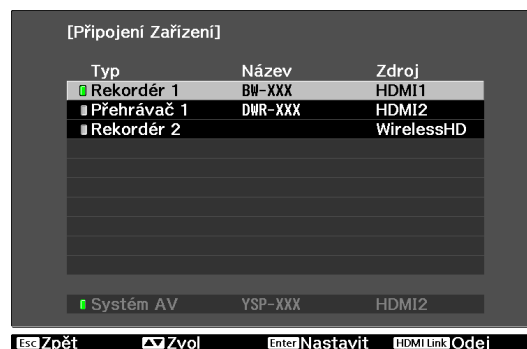 [Připojení Zařízení]
Typ Název Zdroj
Rekordér 1 BW-XXX HDMI1
Přehrávač 1 DWR-XXX HDMI2
Rekordér 2 WirelessHD
Systém AV YSP-XXX HDMI2
Esc Zpět Zvol Enter Nastavit HDMI Link Odej